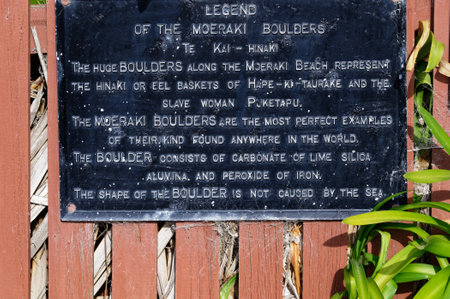 LEGEND
OF THE MOERAKI BOULDERS
TE KAI - HINAKI
THE HUGE BOULDERS ALONG THE MOERAKI BEACH REPRESENT
THE HINAKI OR EEL BASKETS OF HAPE-KI-TAURAKE AND THE
SLAVE WOMAN PUKETAPU.
THE MOERAKI BOULDERS ARE THE MOST PERFECT EXAMPLES
OF THEIR KIND FOUND ANYWHERE IN THE WORLD.
THE BOULDER CONSISTS OF CARBONATE OF LIME SILICA
ALUMINA, AND PEROXIDE OF IRON.
THE SHAPE OF THE BOULDER IS NOT CAUSED BY THE SEA.